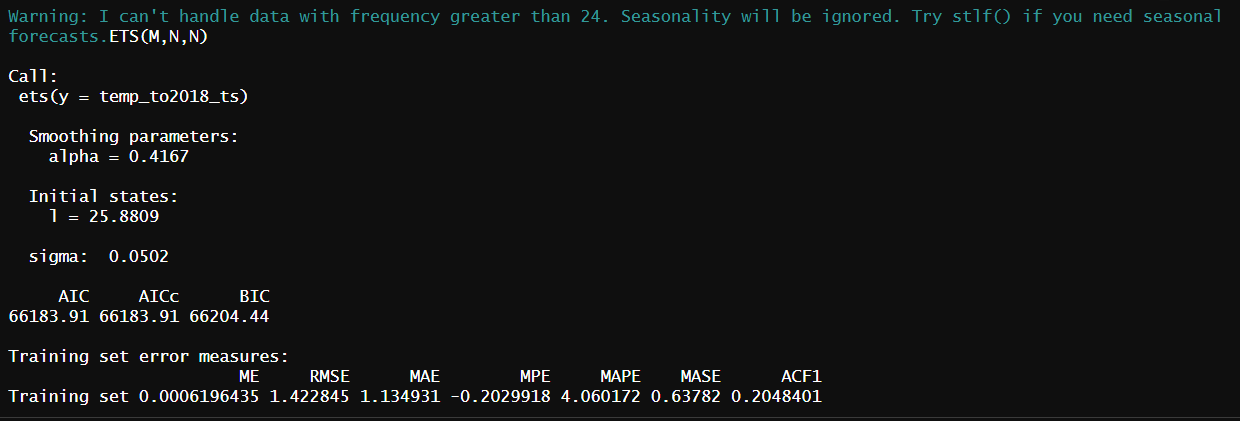 Warning: I can't handle data with frequency greater than 24. Seasonality will be ignored. Try stlf() if you need seasonal
forecasts.ETS(M,N,N)
Call:
ets(y = temp_to2018_ts)
Smoothing parameters:
alpha = 0.4167
Initial states:
l = 25.8809
sigma:  0.0502
AIC     AICc      BIC
66183.91 66183.91 66204.44
Training set error measures:
ME     RMSE      MAE        MPE     MAPE    MASE      ACF1
Training set 0.0006196435 1.422845 1.134931 -0.2029918 4.060172 0.63782 0.2048401